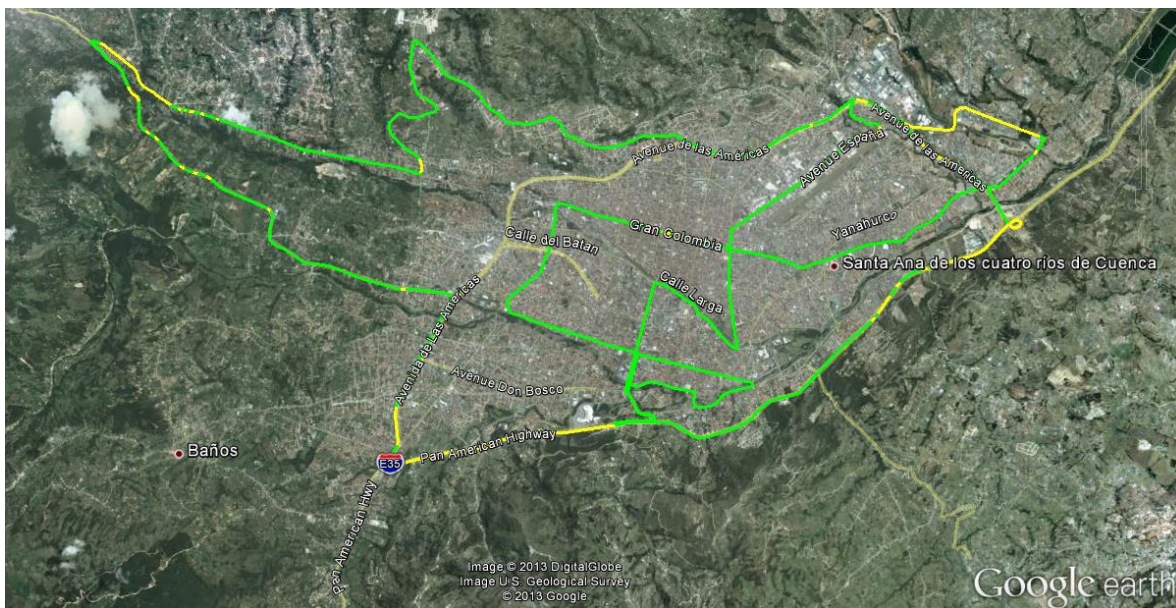 Avenue de las Américas
Avenue de las Américas
Avenue España
Yanahurco
Gran Colombia
Calle del Batan
Santa Ana de los cuatro rios de Cuenca
Calle Larga
Avenida de Las Américas
Avenue Don Bosco
Baños
Pan American Highway
E35
Pan American Hwy
Image © 2013 DigitalGlobe
Image U.S. Geological Survey
© 2013 Google
Google earth